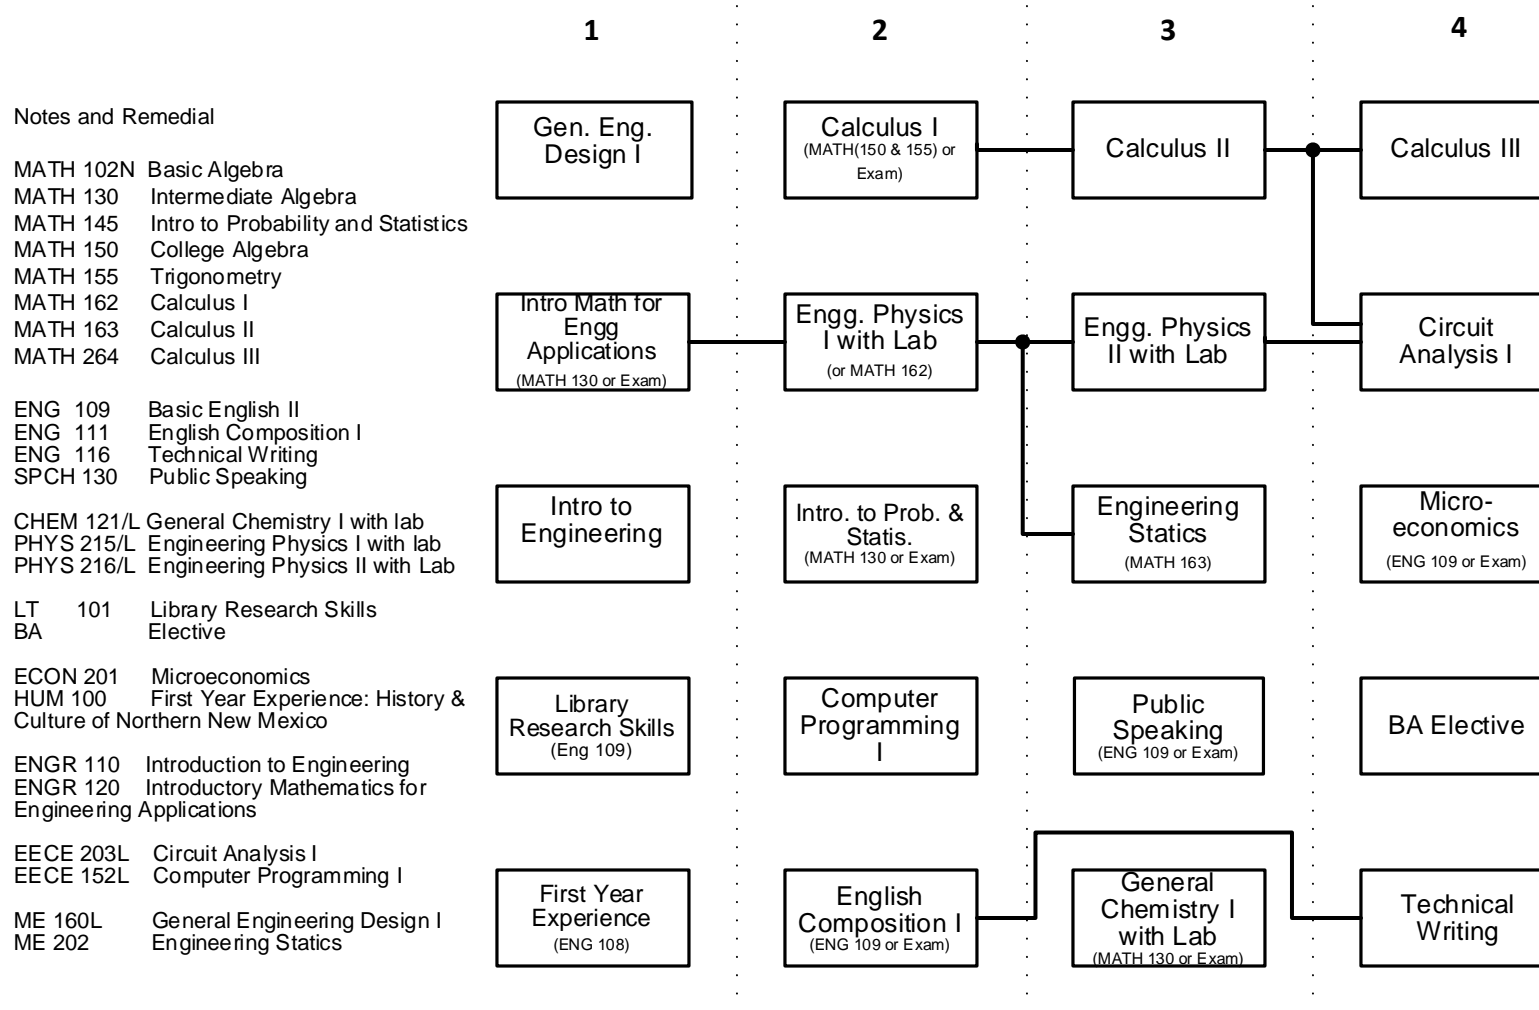 1
2
3
4
Notes and Remedial
MATH 102N Basic Algebra
MATH 130 Intermediate Algebra
MATH 145 Intro to Probability and Statistics
MATH 150 College Algebra
MATH 155 Trigonometry
MATH 162 Calculus I
MATH 163 Calculus II
MATH 264 Calculus III
ENG 109 Basic English II
ENG 111 English Composition I
ENG 116 Technical Writing
SPCH 130 Public Speaking
CHEM 121/L General Chemistry I with lab
PHYS 215/L Engineering Physics I with lab
PHYS 216/L Engineering Physics II with Lab
LT 101 Library Research Skills
BA Elective
ECON 201 Microeconomics
HUM 100 First Year Experience: History &
Culture of Northern New Mexico
ENGR 110 Introduction to Engineering
ENGR 120 Introductory Mathematics for
Engineering Applications
EECE 203L Circuit Analysis I
EECE 152L Computer Programming I
ME 160L General Engineering Design I
ME 202 Engineering Statics
Gen. Eng.
Design I
Calculus I
(MATH(150 & 155) or
Exam)
Calculus II
Calculus III
Intro Math for
Engg
Applications
(MATH 130 or Exam)
Engg. Physics
I with Lab
(or MATH 162)
Engg. Physics
II with Lab
Circuit
Analysis I
Intro to
Engineering
Intro. to Prob. &
Statis.
(MATH 130 or Exam)
Engineering
Statics
(MATH 163)
Micro-
economics
(ENG 109 or Exam)
Library
Research Skills
(Eng 109)
Computer
Programming
I
Public
Speaking
(ENG 109 or Exam)
BA Elective
First Year
Experience
(ENG 108)
English
Composition I
(ENG 109 or Exam)
General
Chemistry I
with Lab
(MATH 130 or Exam)
Technical
Writing